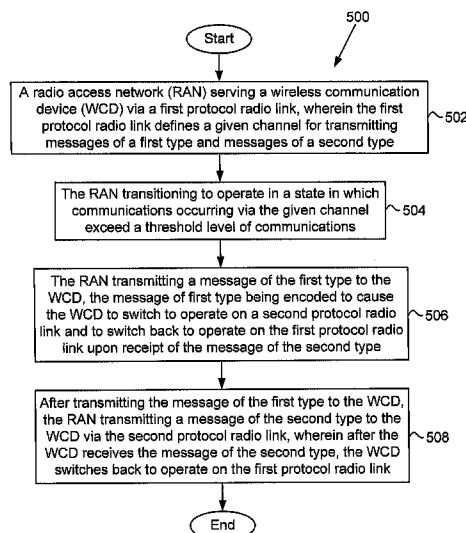 500
Start
A radio access network (RAN) serving a wireless communication
device (WCD) via a first protocol radio link, wherein the first
protocol radio link defines a given channel for transmitting
messages of a first type and messages of a second type
502
The RAN transitioning to operate in a state in which
communications occurring via the given channel
exceed a threshold level of communications
504
The RAN transmitting a message of the first type to the
WCD, the message of first type being encoded to cause
the WCD to switch to operate on a second protocol radio
link and to switch back to operate on the first protocol radio
link upon receipt of the message of the second type
506
After transmitting the message of the first type to the WCD,
the RAN transmitting a message of the second type to the
WCD via the second protocol radio link, wherein after the
WCD receives the message of the second type, the WCD
switches back to operate on the first protocol radio link
508
End